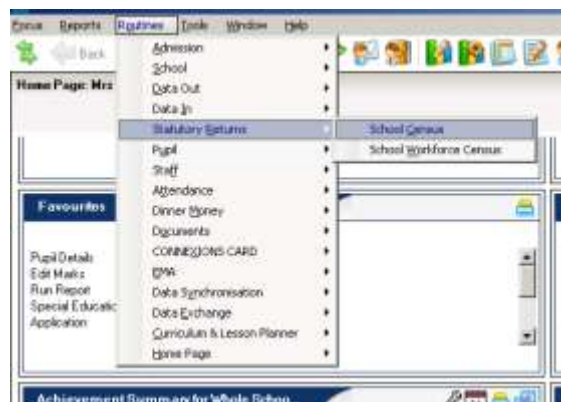 Focus Reports Routines Tools Window Help
Back
Home Page: Mrs
Admission
School
Data Out
Data In
Statutory Returns
School Census
School Workforce Census
Pupil
Staff
Attendance
Dinner Money
Documents
CONNEXIONS CARD
EMA
Data Synchronisation
Data Exchange
Curriculum & Lesson Planner
Home Page
Favourites
Pupil Details
Edit Marks
Run Report
Special Educatio
Application
Achievement Summary for Whole Schoo